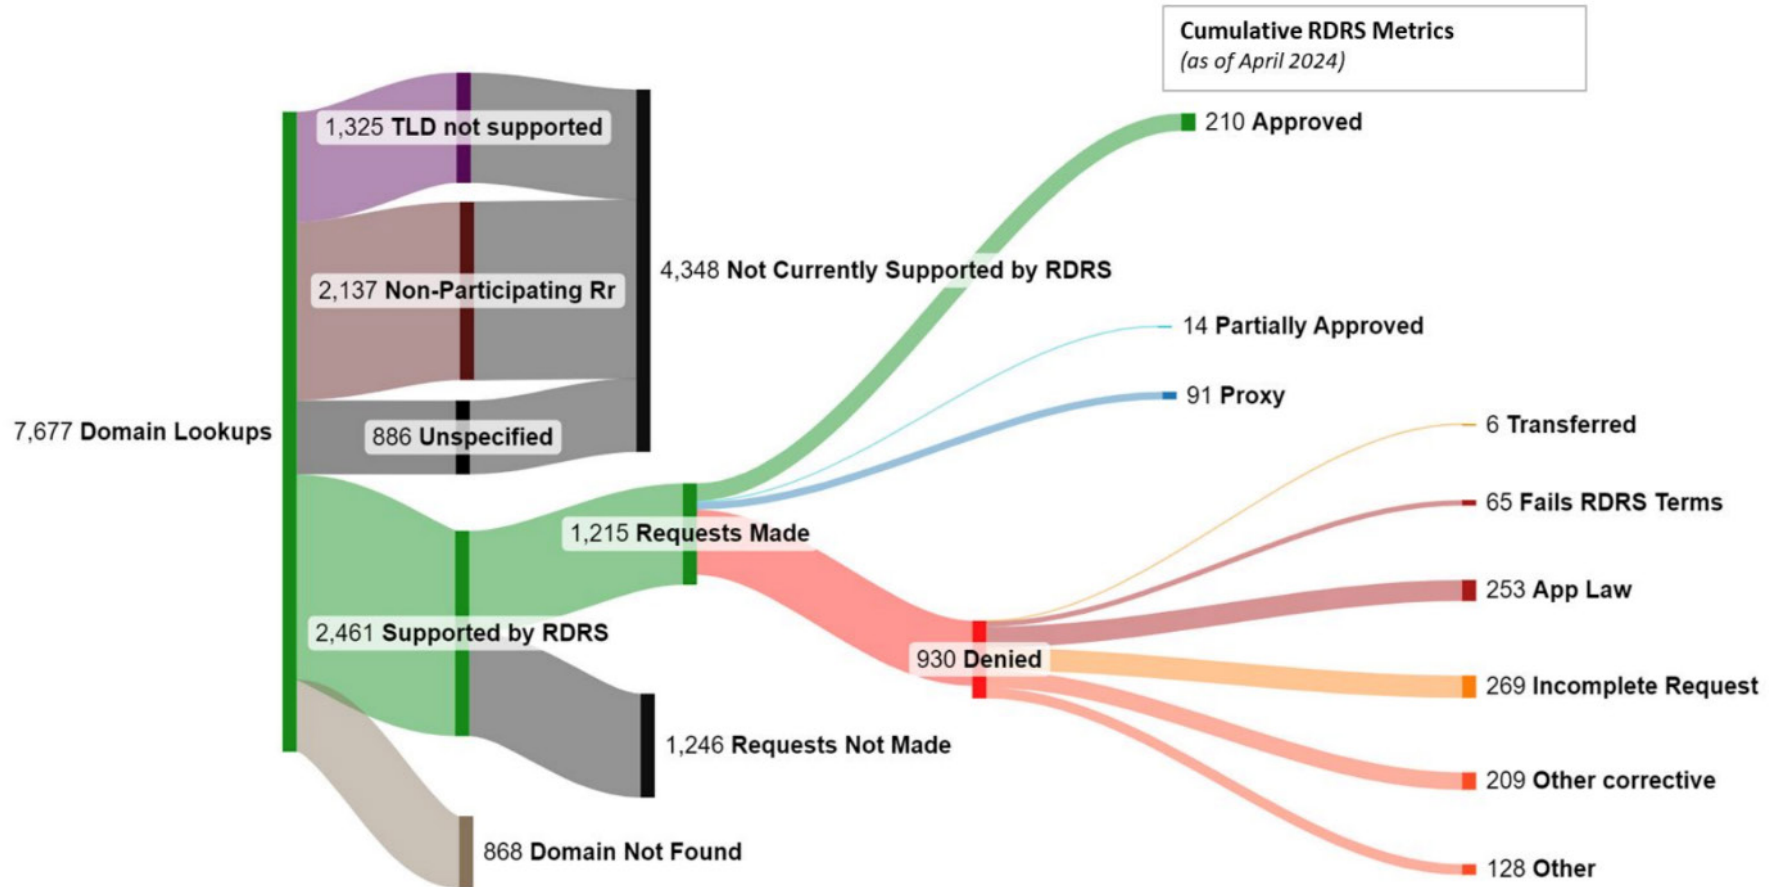 Cumulative RDRS Metrics
(as of April 2024)
1,325 TLD not supported
210 Approved
2,137 Non-Participating Rr
4,348 Not Currently Supported by RDRS
14 Partially Approved
91 Proxy
7,677 Domain Lookups
886 Unspecified
6 Transferred
65 Fails RDRS Terms
1,215 Requests Made
253 App Law
2,461 Supported by RDRS
930 Denied
269 Incomplete Request
1,246 Requests Not Made
209 Other corrective
868 Domain Not Found
128 Other